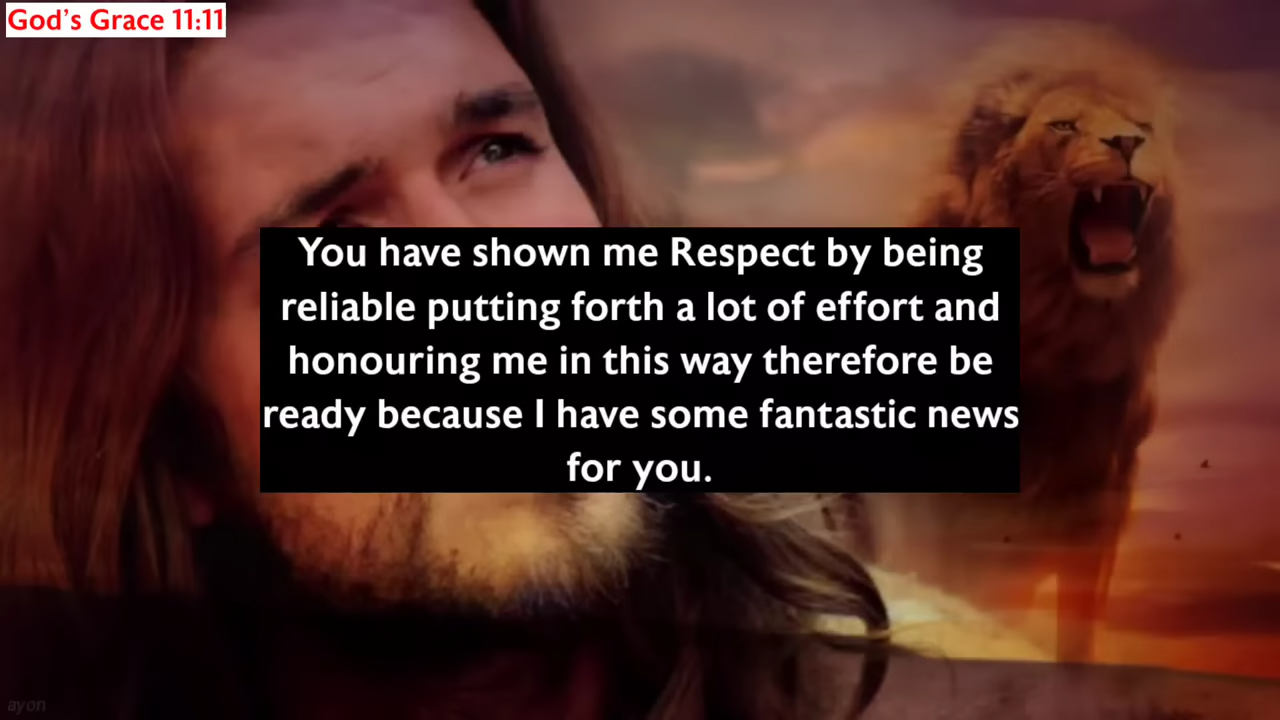 God's Grace 11:11
You have shown me Respect by being
reliable putting forth a lot of effort and
honouring me in this way therefore be
ready because I have some fantastic news
for you.
ayon